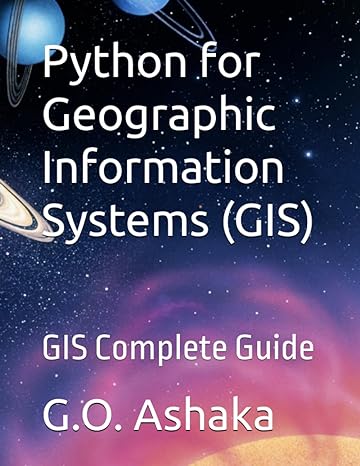 Python for
Geographic
Information
Systems (GIS)
GIS Complete Guide
G.O. Ashaka